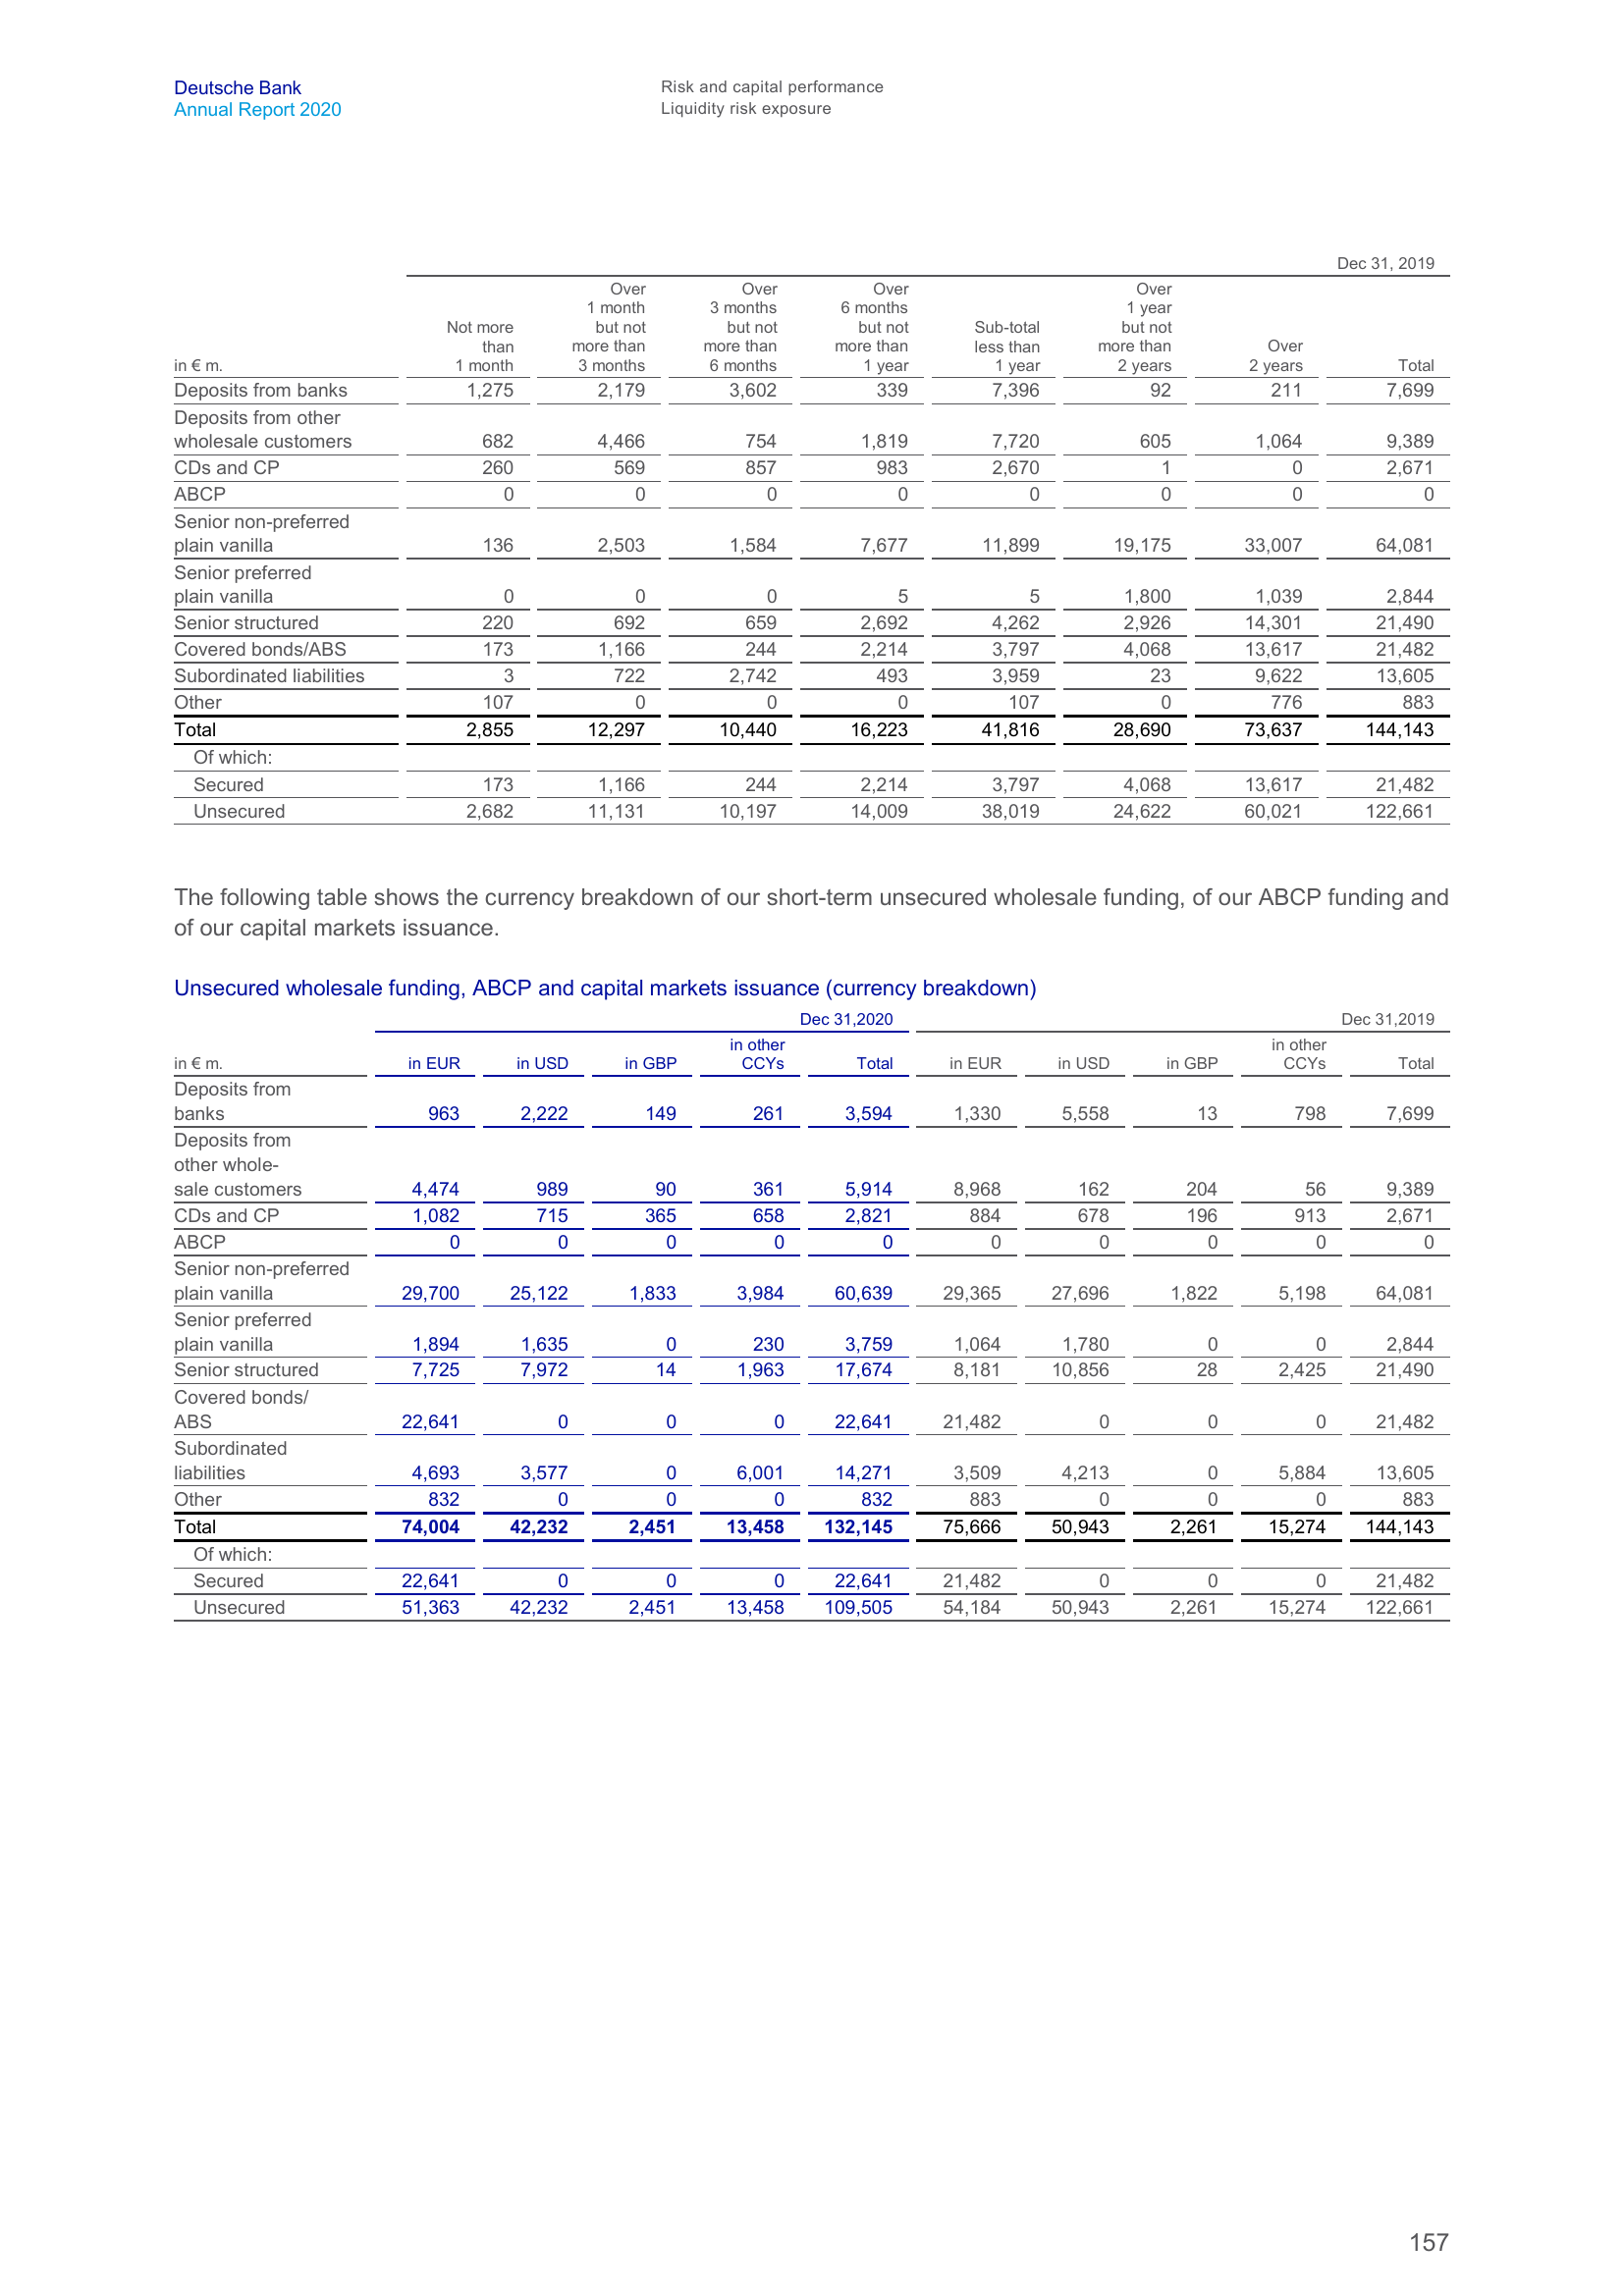 Deutsche Bank
Annual Report 2020
Risk and capital performance
Liquidity risk exposure
Dec 31, 2019
in € m. Not more than 1 month Over 1 month but not more than 3 months Over 3 months but not more than 6 months Over 6 months but not more than 1 year Sub-total less than 1 year Over 1 year but not more than 2 years Over 2 years Total
Deposits from banks 1,275 2,179 3,602 339 7,396 92 211 7,699
Deposits from other
wholesale customers 682 4,466 754 1,819 7,720 605 1,064 9,389
CDs and CP 260 569 857 983 2,670 1 0 2,671
ABCP 0 0 0 0 0 0 0 0
Senior non-preferred
plain vanilla 136 2,503 1,584 7,677 11,899 19,175 33,007 64,081
Senior preferred
plain vanilla 0 0 0 5 5 1,800 1,039 2,844
Senior structured 220 692 659 2,692 4,262 2,926 14,301 21,490
Covered bonds/ABS 173 1,166 244 2,214 3,797 4,068 13,617 21,482
Subordinated liabilities 3 722 2,742 493 3,959 23 9,622 13,605
Other 107 0 0 0 107 0 776 883
Total 2,855 12,297 10,440 16,223 41,816 28,690 73,637 144,143
Of which:
Secured 173 1,166 244 2,214 3,797 4,068 13,617 21,482
Unsecured 2,682 11,131 10,197 14,009 38,019 24,622 60,021 122,661
The following table shows the currency breakdown of our short-term unsecured wholesale funding, of our ABCP funding and
of our capital markets issuance.
Unsecured wholesale funding, ABCP and capital markets issuance (currency breakdown)
Dec 31,2020 Dec 31,2019
in € m. in EUR in USD in GBP in other CCYs Total in EUR in USD in GBP in other CCYs Total
Deposits from
banks 963 2,222 149 261 3,594 1,330 5,558 13 798 7,699
Deposits from
other whole-
sale customers 4,474 989 90 361 5,914 8,968 162 204 56 9,389
CDs and CP 1,082 715 365 658 2,821 884 678 196 913 2,671
ABCP 0 0 0 0 0 0 0 0 0 0
Senior non-preferred
plain vanilla 29,700 25,122 1,833 3,984 60,639 29,365 27,696 1,822 5,198 64,081
Senior preferred
plain vanilla 1,894 1,635 0 230 3,759 1,064 1,780 0 0 2,844
Senior structured 7,725 7,972 14 1,963 17,674 8,181 10,856 28 2,425 21,490
Covered bonds/
ABS 22,641 0 0 0 22,641 21,482 0 0 0 21,482
Subordinated
liabilities 4,693 3,577 0 6,001 14,271 3,509 4,213 0 5,884 13,605
Other 832 0 0 0 832 883 0 0 0 883
Total 74,004 42,232 2,451 13,458 132,145 75,666 50,943 2,261 15,274 144,143
Of which:
Secured 22,641 0 0 0 22,641 21,482 0 0 0 21,482
Unsecured 51,363 42,232 2,451 13,458 109,505 54,184 50,943 2,261 15,274 122,661
157